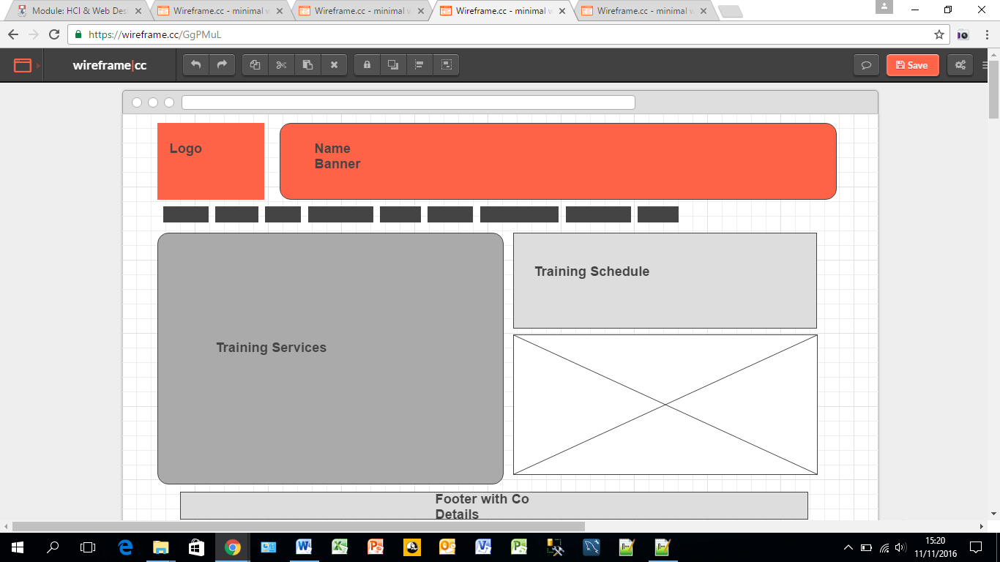 Module: HCI & Web Des
Wireframe.cc - minimal w
Wireframe.cc - minimal w
Wireframe.cc - minimal w
Wireframe.cc - minimal w
https://wireframe.cc/GgPMuL
wireframe|cc
Save
Logo
Name
Banner
Training Schedule
Training Services
Footer with Co
Details
15:20
11/11/2016